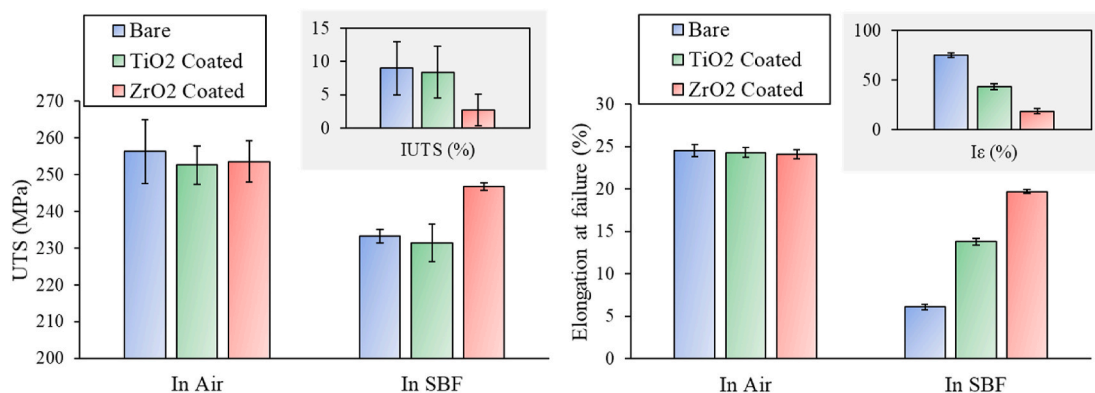 Bare
TiO2 Coated
ZrO2 Coated
15
10
5
0
IUTS (%)
270
260
250
240
230
220
210
200
UTS (MPa)
In Air
In SBF
Bare
TiO2 Coated
ZrO2 Coated
100
50
0
Iε (%)
30
25
20
15
10
5
0
Elongation at failure (%)
In Air
In SBF